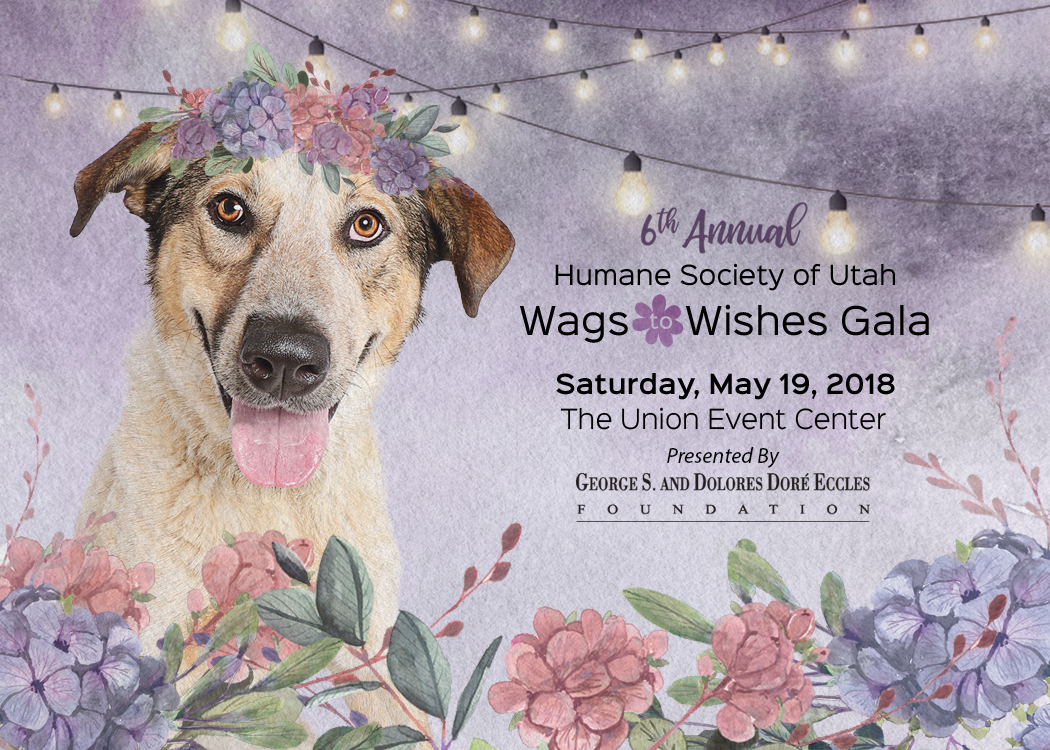 6th Annual
Humane Society of Utah
Wags to Wishes Gala
Saturday, May 19, 2018
The Union Event Center
Presented By
George S. and Dolores Doré Eccles
FOUNDATION